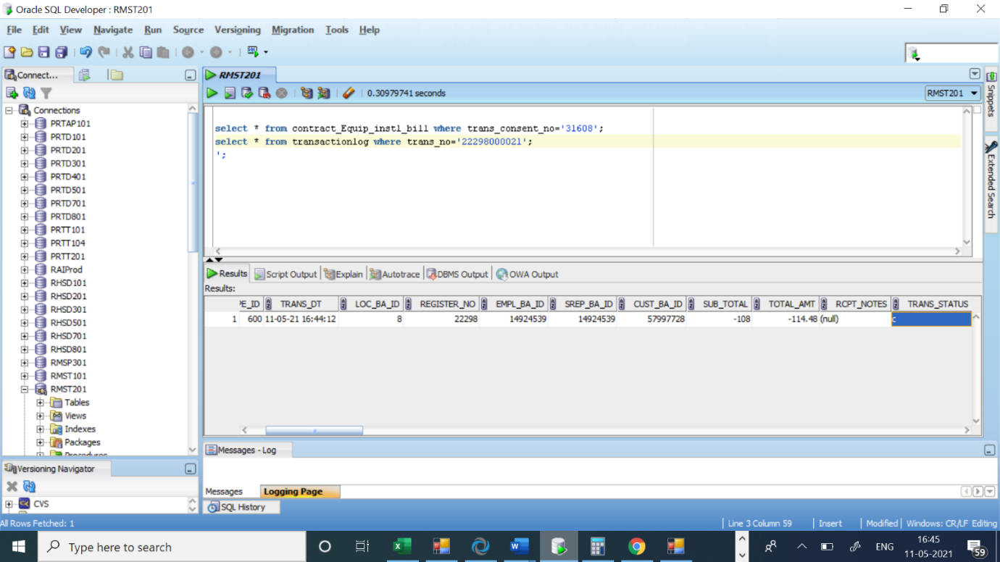 Oracle SQL Developer : RMST201
File Edit View Navigate Run Source Versioning Migration Tools Help
Connect...
Connections
PRTAP101
PRTD101
PRTD201
PRTD301
PRTD401
PRTD501
PRTD701
PRTD801
PRTT101
PRTT104
PRTT201
RAIProd
RHSD101
RHSD201
RHSD301
RHSD501
RHSD701
RHSD801
RMSP301
RMST101
RMST201
Tables
Views
Indexes
Packages
Procedures
Versioning Navigator
CVS
RMST201
0.30979741 seconds
RMST201
select * from contract_Equip_instl_bill where trans_consent_no='31608';
select * from transactionlog where trans_no='22298000021';
';
Snippets
Extended Search
Results Script Output Explain Autotrace DBMS Output OWA Output
Results:
PE_ID TRANS_DT LOC_BA_ID REGISTER_NO EMPL_BA_ID SREP_BA_ID CUST_BA_ID SUB_TOTAL TOTAL_AMT RCPT_NOTES TRANS_STATUS
1 600 11-05-21 16:44:12 8 22298 14924539 14924539 57997728 -108 -114.48 (null) c
Messages - Log
Messages Logging Page
SQL History
All Rows Fetched: 1
Line 3 Column 59 Insert Modified Windows: CR/LF Editing
Type here to search
ENG
16:45
11-05-2021
59